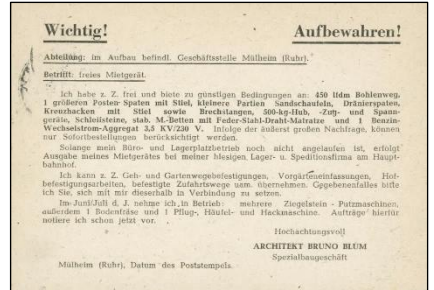 Wichtig! Aufbewahren!
Abteilung: im Aufbau befindl. Geschäftsstelle Mülheim (Ruhr).
Betrifft: freies Mietgerät.
Ich habe z. Z. frei und biete zu günstigen Bedingungen an: 450 lfdm Bohlenweg,
1 größeren Posten Spaten mit Stiel, kleinere Partien Sandschaufeln, Dränierspaten,
Kreuzhacken mit Stiel sowie Brechstangen, 500-kg-Hub, -Zug- und Spann-
geräte, Schleifsteine, stab. M.-Betten mit Feder-Stahl-Draht-Matratze und 1 Benzin-
Wechselstrom-Aggregat 3,5 KV/230 V. Infolge der äußerst großen Nachfrage, können
nur Sofortbestellungen berücksichtigt werden.
Solange mein Büro- und Lagerplatzbetrieb noch nicht angelaufen ist, erfolgt
Ausgabe meines Mietgerätes bei meiner hiesigen Lager- u. Speditionsfirma am Haupt-
bahnhof.
Ich kann z. Z. Geh- und Gartenwegebefestigungen, Vorgärteneinfassungen, Hof-
befestigungsarbeiten, befestigte Zufahrtswege usw. übernehmen. Gegebenenfalles bitte
ich Sie, sich mit mir dieserhalb in Verbindung zu setzen.
Im Juni/Juli d. J. nehme ich in Betrieb: mehrere Ziegelstein - Putzmaschinen,
außerdem 1 Bodenfräse und 1 Pflug-, Häufel- und Hackmaschine. Aufträge hierfür
notiere ich schon jetzt vor.
Hochachtungsvoll
ARCHITEKT BRUNO BLUM
Spezialbaugeschäft
Mülheim (Ruhr), Datum des Poststempels.